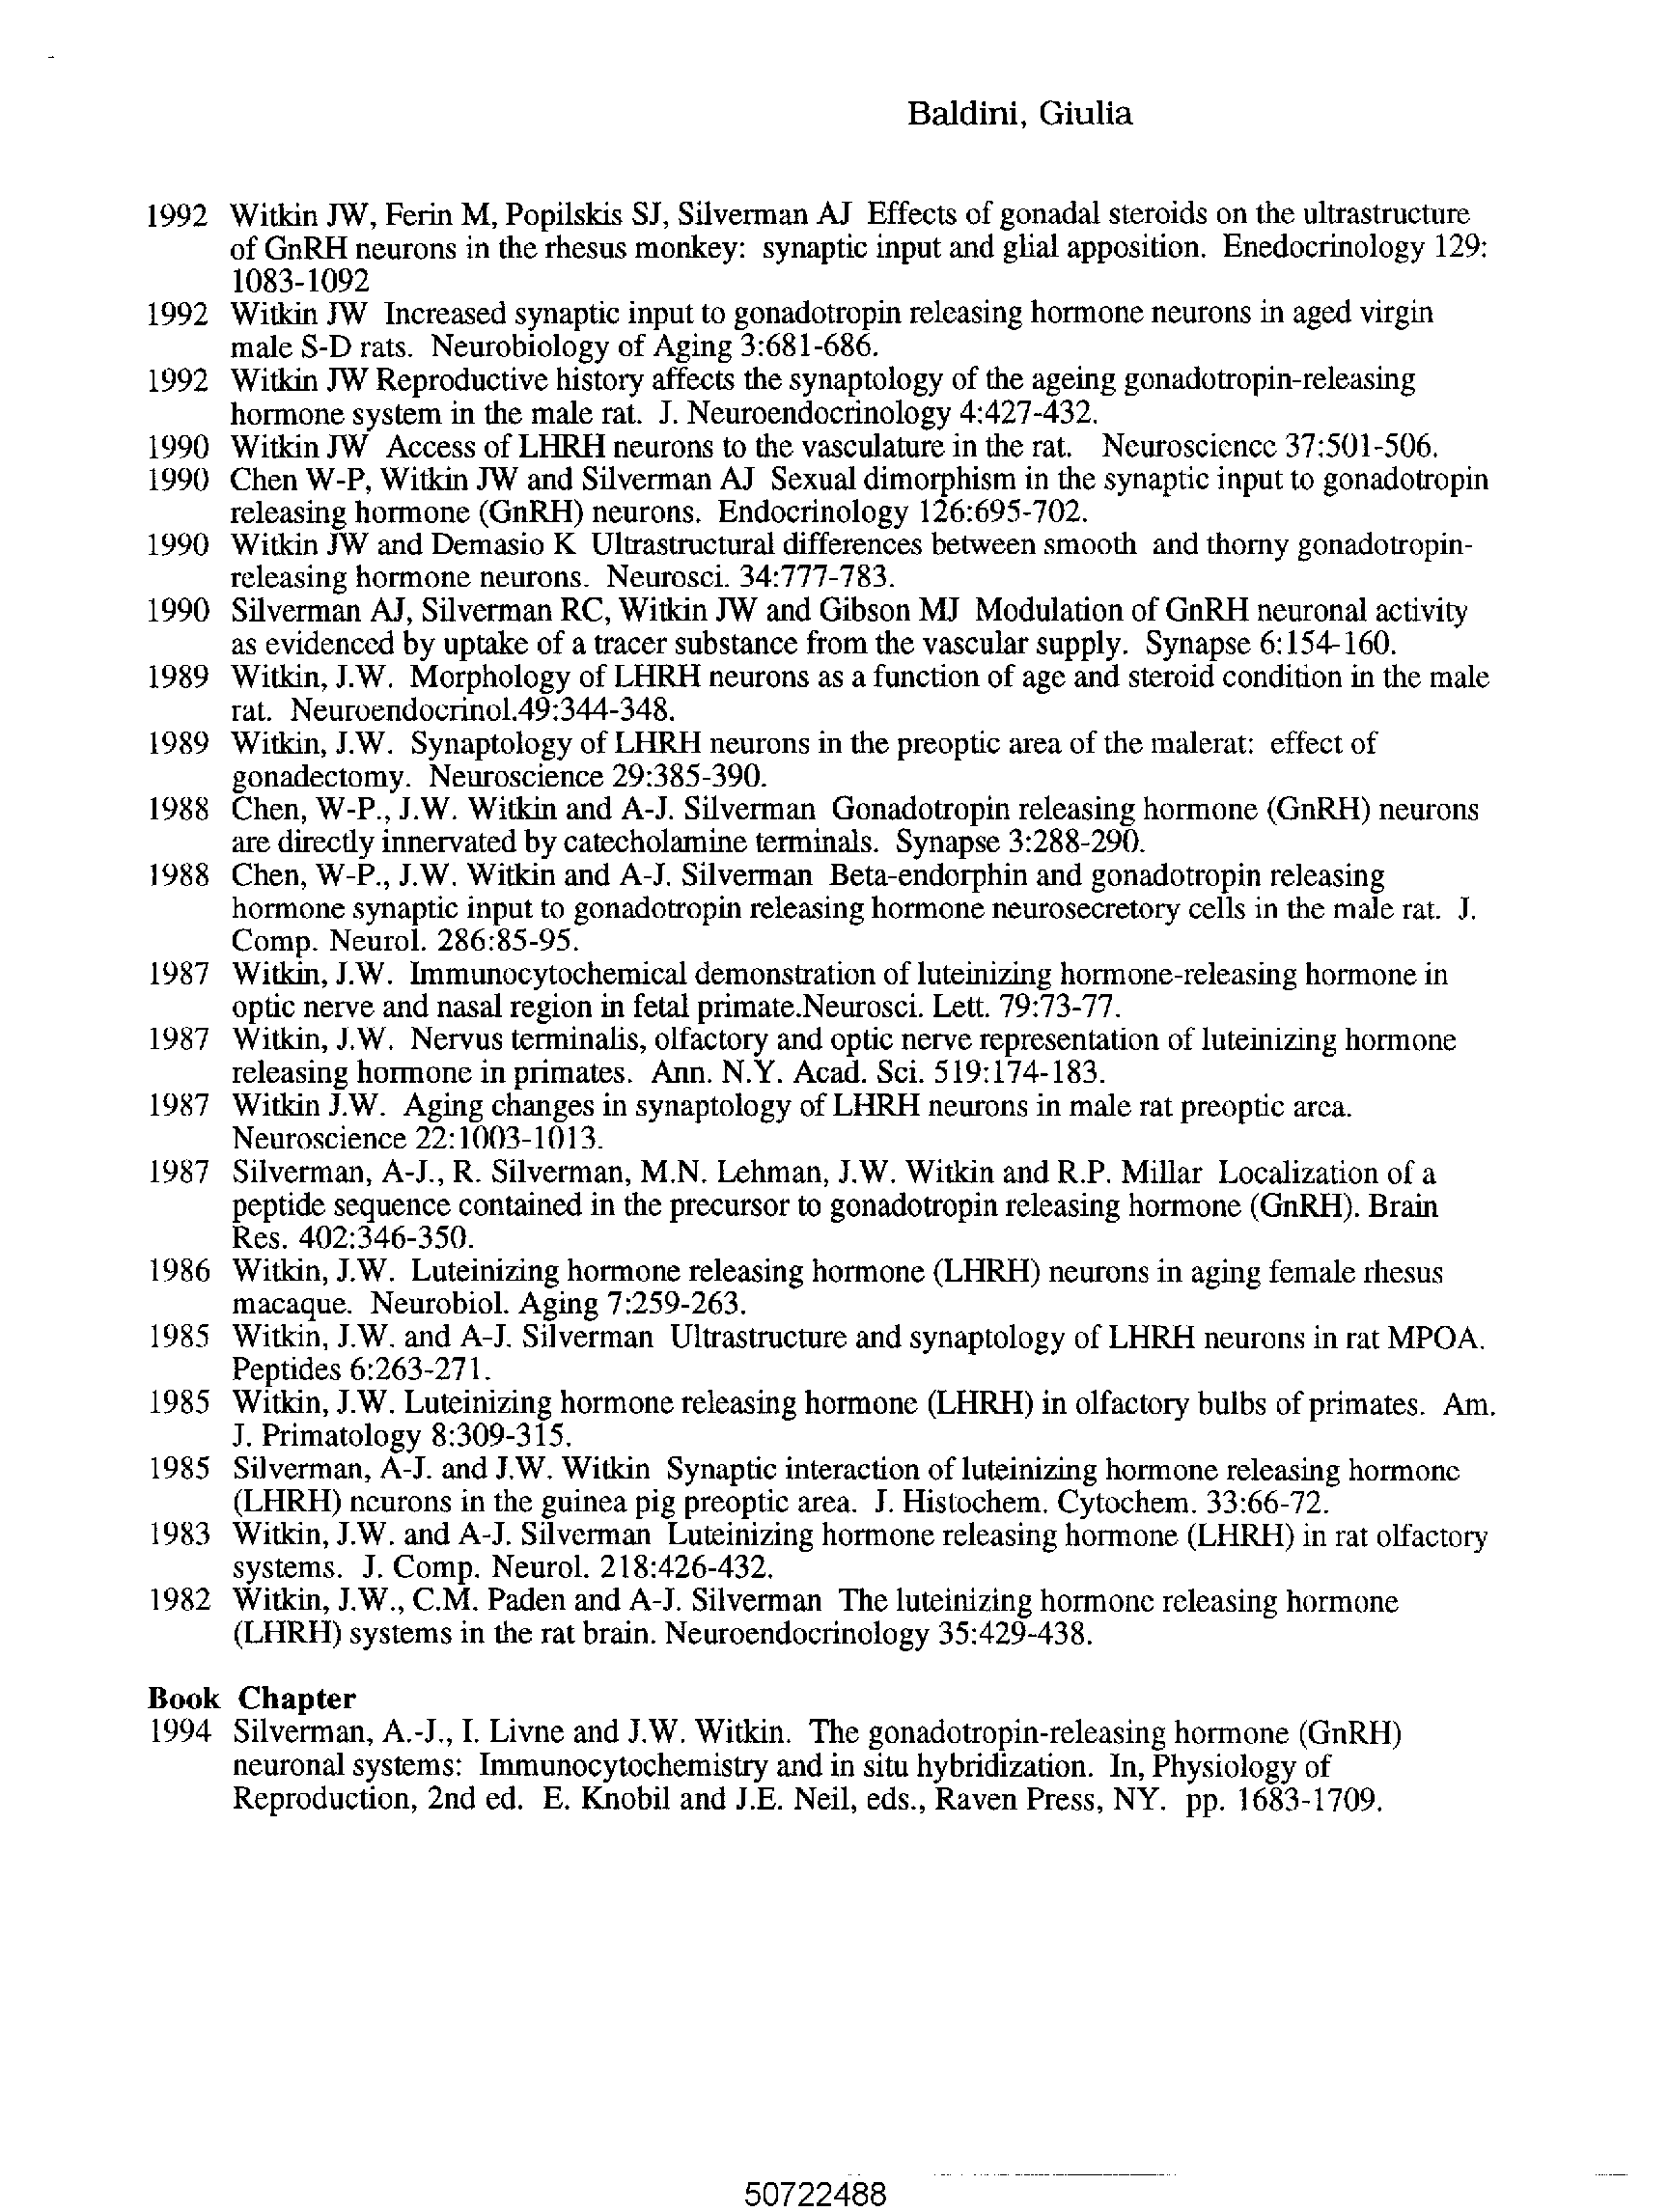 Baldini, Giulia
1992 Witkin JW, Ferin M, Popilskis SJ, Silverman AJ Effects of gonadal steroids on the ultrastructure
of GnRH neurons in the rhesus monkey: synaptic input and glial apposition. Enedocrinology 129:
1083-1092
1992 Witkin JW Increased synaptic input to gonadotropin releasing hormone neurons in aged virgin
male S-D rats. Neurobiology of Aging 3:681-686.
1992 Witkin JW Reproductive history affects the synaptology of the ageing gonadotropin-releasing
hormone system in the male rat. J. Neuroendocrinology 4:427-432.
1990 Witkin JW Access of LHRH neurons to the vasculature in the rat. Neuroscience 37:501-506.
1990 Chen W-P, Witkin JW and Silverman AJ Sexual dimorphism in the synaptic input to gonadotropin
releasing hormone (GnRH) neurons. Endocrinology 126:695-702.
1990 Witkin JW and Demasio K Ultrastructural differences between smooth and thorny gonadotropin-
releasing hormone neurons. Neurosci. 34:777-783.
1990 Silverman AJ, Silverman RC, Witkin JW and Gibson MJ Modulation of GnRH neuronal activity
as evidenced by uptake of a tracer substance from the vascular supply. Synapse 6:154-160.
1989 Witkin, J.W. Morphology of LHRH neurons as a function of age and steroid condition in the male
rat. Neuroendocrinol.49:344-348.
1989 Witkin, J.W. Synaptology of LHRH neurons in the preoptic area of the malerat: effect of
gonadectomy. Neuroscience 29:385-390.
1988 Chen, W-P., J.W. Witkin and A-J. Silverman Gonadotropin releasing hormone (GnRH) neurons
are directly innervated by catecholamine terminals. Synapse 3:288-290.
1988 Chen, W-P., J.W. Witkin and A-J. Silverman Beta-endorphin and gonadotropin releasing
hormone synaptic input to gonadotropin releasing hormone neurosecretory cells in the male rat. J.
Comp. Neurol. 286:85-95.
1987 Witkin, J.W. Immunocytochemical demonstration of luteinizing hormone-releasing hormone in
optic nerve and nasal region in fetal primate.Neurosci. Lett. 79:73-77.
1987 Witkin, J.W. Nervus terminalis, olfactory and optic nerve representation of luteinizing hormone
releasing hormone in primates. Ann. N.Y. Acad. Sci. 519:174-183.
1987 Witkin J.W. Aging changes in synaptology of LHRH neurons in male rat preoptic area.
Neuroscience 22:1003-1013.
1987 Silverman, A-J., R. Silverman, M.N. Lehman, J.W. Witkin and R.P. Millar Localization of a
peptide sequence contained in the precursor to gonadotropin releasing hormone (GnRH). Brain
Res. 402:346-350.
1986 Witkin, J.W. Luteinizing hormone releasing hormone (LHRH) neurons in aging female rhesus
macaque. Neurobiol. Aging 7:259-263.
1985 Witkin, J.W. and A-J. Silverman Ultrastructure and synaptology of LHRH neurons in rat MPOA.
Peptides 6:263-271.
1985 Witkin, J.W. Luteinizing hormone releasing hormone (LHRH) in olfactory bulbs of primates. Am.
J. Primatology 8:309-315.
1985 Silverman, A-J. and J.W. Witkin Synaptic interaction of luteinizing hormone releasing hormone
(LHRH) neurons in the guinea pig preoptic area. J. Histochem. Cytochem. 33:66-72.
1983 Witkin, J.W. and A-J. Silverman Luteinizing hormone releasing hormone (LHRH) in rat olfactory
systems. J. Comp. Neurol. 218:426-432.
1982 Witkin, J.W., C.M. Paden and A-J. Silverman The luteinizing hormone releasing hormone
(LHRH) systems in the rat brain. Neuroendocrinology 35:429-438.
Book Chapter
1994 Silverman, A.-J., I. Livne and J.W. Witkin. The gonadotropin-releasing hormone (GnRH)
neuronal systems: Immunocytochemistry and in situ hybridization. In, Physiology of
Reproduction, 2nd ed. E. Knobil and J.E. Neil, eds., Raven Press, NY. pp. 1683-1709.
50722488